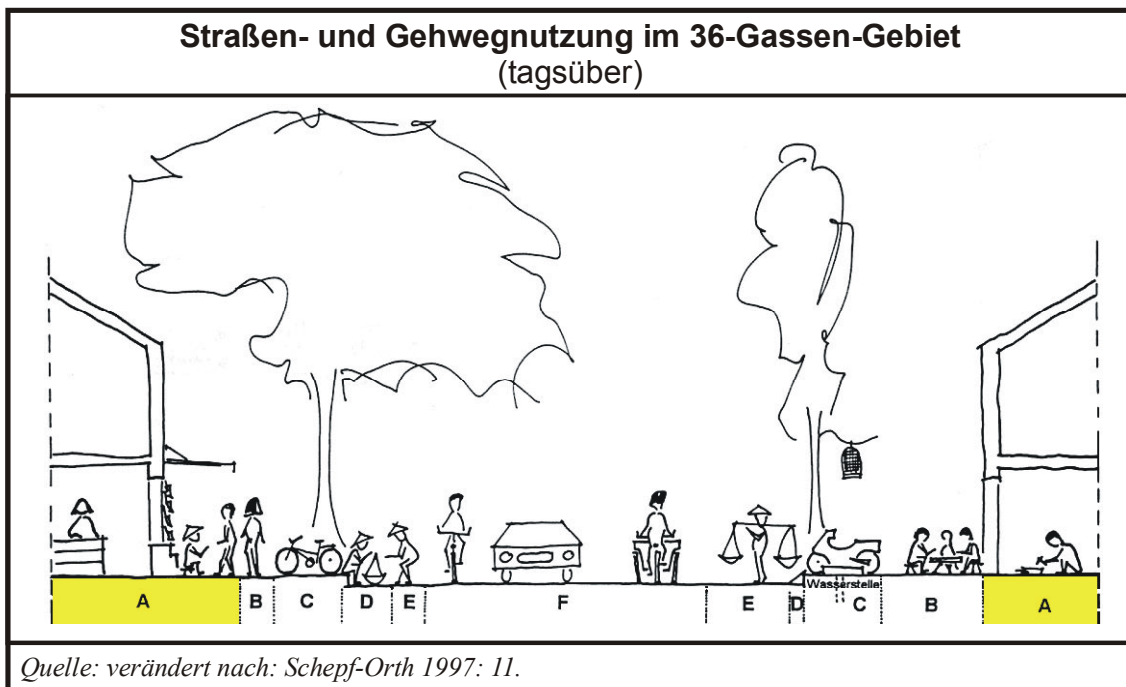 Straßen- und Gehwegnutzung im 36-Gassen-Gebiet
(tagsüber)
Wasserstelle
A B C D E F E D C B A
Quelle: verändert nach: Schepf-Orth 1997: 11.